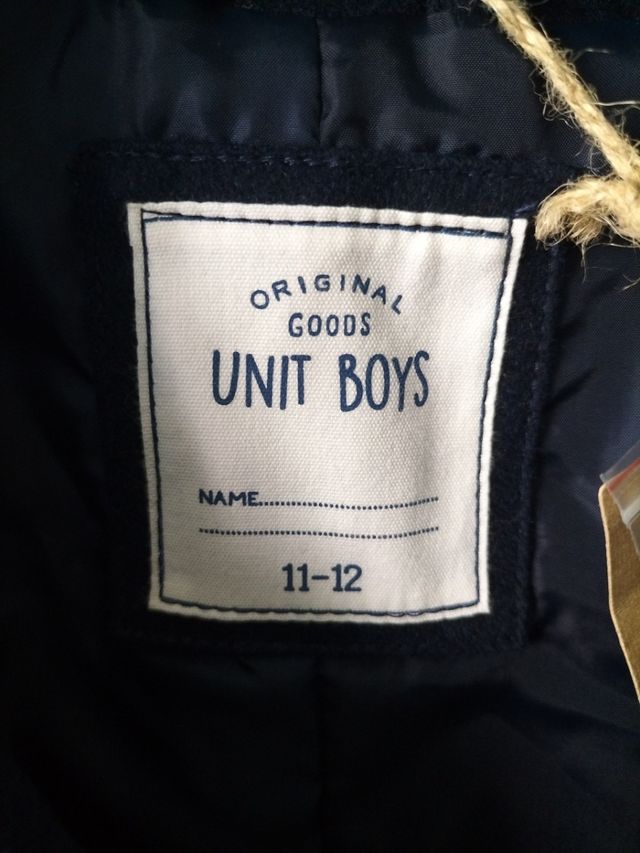 ORIGINAL
GOODS
UNIT BOYS
NAME................................
..........................................
11-12